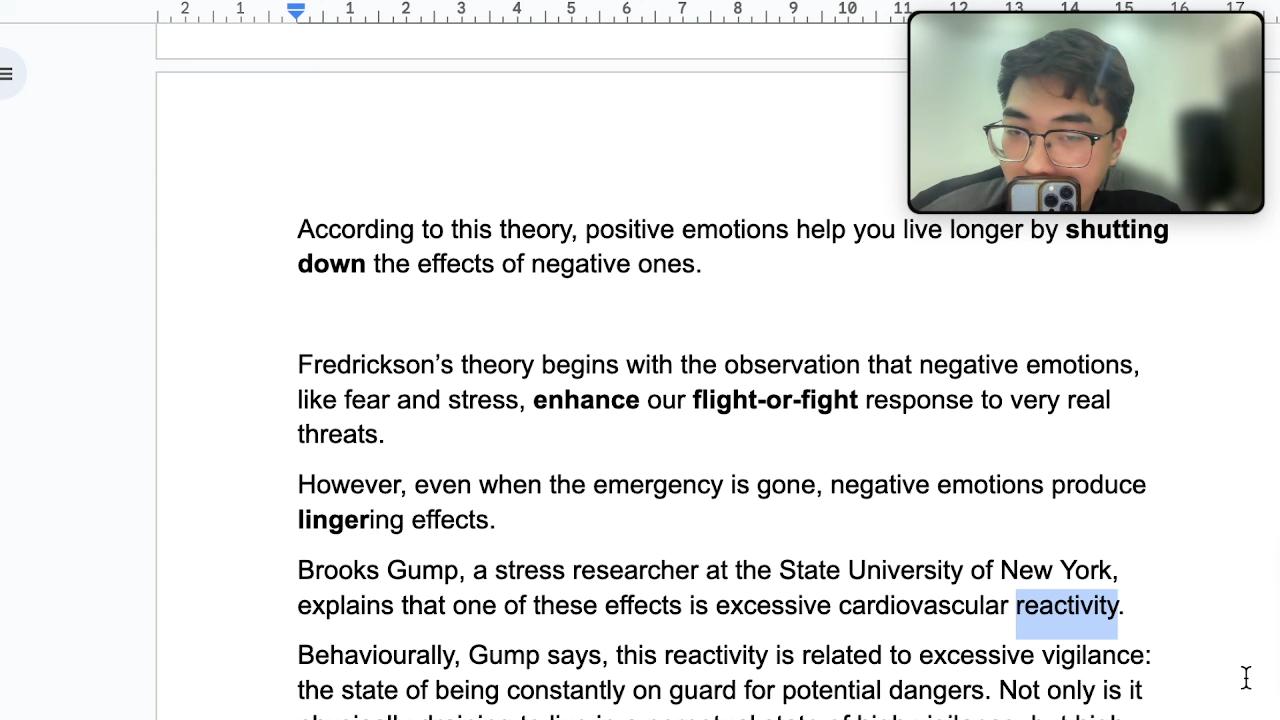 2 1 1 2 3 4 5 6 7 8 9 10 11 12 13 14 15 16 17
According to this theory, positive emotions help you live longer by shutting
down the effects of negative ones.
Fredrickson’s theory begins with the observation that negative emotions,
like fear and stress, enhance our flight-or-fight response to very real
threats.
However, even when the emergency is gone, negative emotions produce
lingering effects.
Brooks Gump, a stress researcher at the State University of New York,
explains that one of these effects is excessive cardiovascular reactivity.
Behaviourally, Gump says, this reactivity is related to excessive vigilance:
the state of being constantly on guard for potential dangers. Not only is it